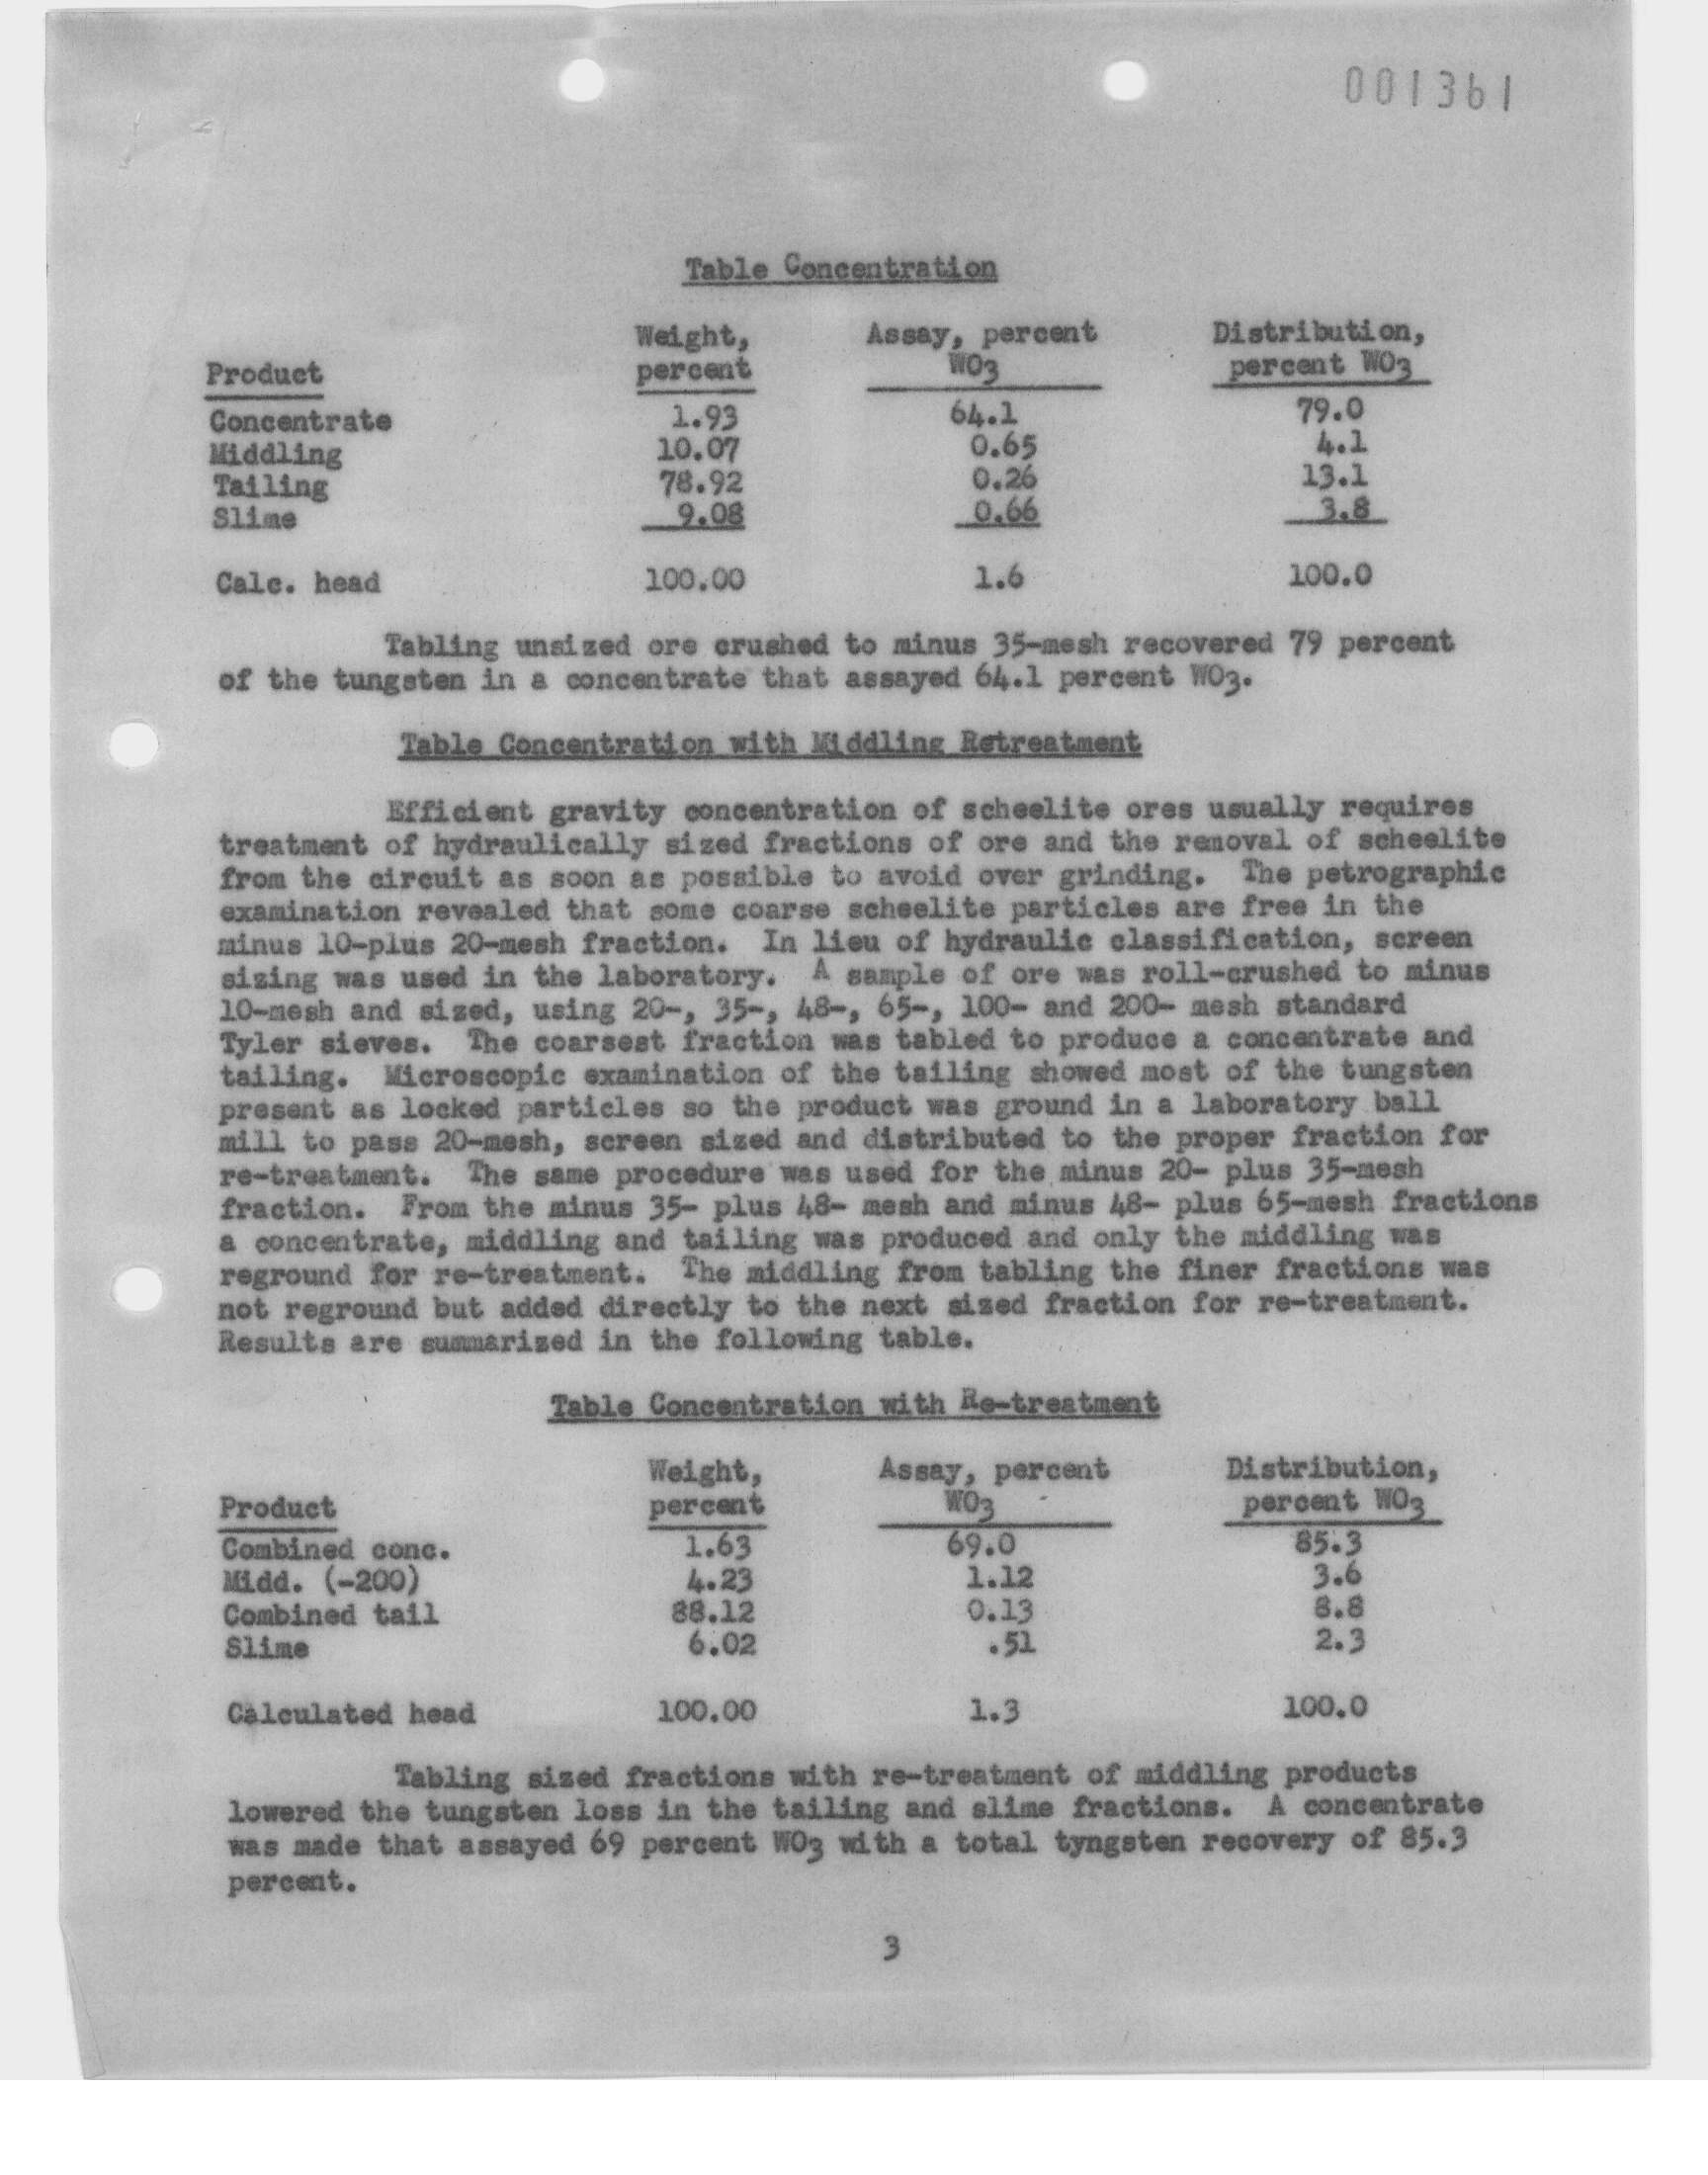 001361
Table Concentration
Product Weight, percent Assay, percent WO3 Distribution, percent WO3
Concentrate 1.93 64.1 79.0
Middling 10.07 0.65 4.1
Tailing 78.92 0.26 13.1
Slime 9.08 0.66 3.8
Calc. head 100.00 1.6 100.0
Tabling unsized ore crushed to minus 35-mesh recovered 79 percent
of the tungsten in a concentrate that assayed 64.1 percent WO3.
Table Concentration with Middling Retreatment
Efficient gravity concentration of scheelite ores usually requires
treatment of hydraulically sized fractions of ore and the removal of scheelite
from the circuit as soon as possible to avoid over grinding. The petrographic
examination revealed that some coarse scheelite particles are free in the
minus 10-plus 20-mesh fraction. In lieu of hydraulic classification, screen
sizing was used in the laboratory. A sample of ore was roll-crushed to minus
10-mesh and sized, using 20-, 35-, 48-, 65-, 100- and 200- mesh standard
Tyler sieves. The coarsest fraction was tabled to produce a concentrate and
tailing. Microscopic examination of the tailing showed most of the tungsten
present as locked particles so the product was ground in a laboratory ball
mill to pass 20-mesh, screen sized and distributed to the proper fraction for
re-treatment. The same procedure was used for the minus 20- plus 35-mesh
fraction. From the minus 35- plus 48- mesh and minus 48- plus 65-mesh fractions
a concentrate, middling and tailing was produced and only the middling was
reground for re-treatment. The middling from tabling the finer fractions was
not reground but added directly to the next sized fraction for re-treatment.
Results are summarized in the following table.
Table Concentration with Re-treatment
Product Weight, percent Assay, percent WO3 Distribution, percent WO3
Combined conc. 1.63 69.0 85.3
Midd. (-200) 4.23 1.12 3.6
Combined tail 88.12 0.13 8.8
Slime 6.02 .51 2.3
Calculated head 100.00 1.3 100.0
Tabling sized fractions with re-treatment of middling products
lowered the tungsten loss in the tailing and slime fractions. A concentrate
was made that assayed 69 percent WO3 with a total tyngsten recovery of 85.3
percent.
3